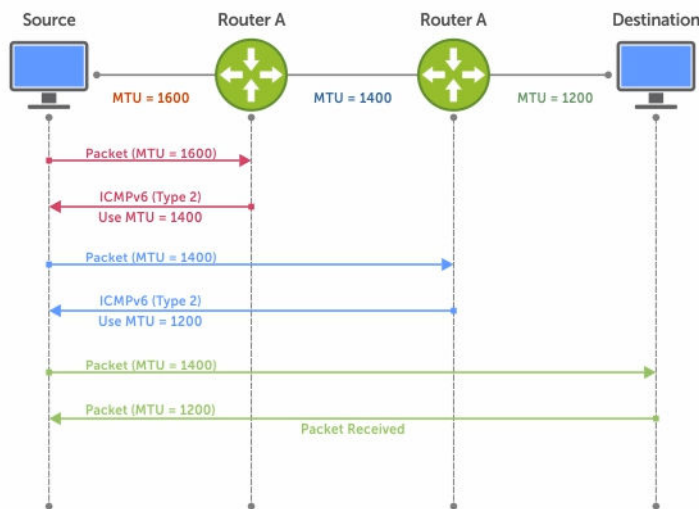 Source
Router A
Router A
Destination
MTU = 1600
MTU = 1400
MTU = 1200
Packet (MTU = 1600)
ICMPv6 (Type 2)
Use MTU = 1400
Packet (MTU = 1400)
ICMPv6 (Type 2)
Use MTU = 1200
Packet (MTU = 1400)
Packet (MTU = 1200)
Packet Received